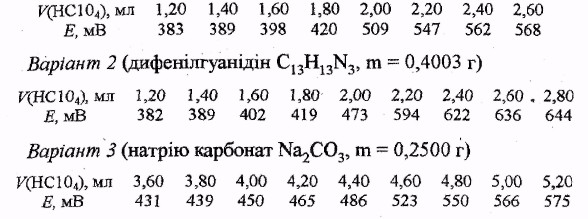 V(HClO₄), мл 1,20 1,40 1,60 1,80 2,00 2,20 2,40 2,60
E, мВ 383 389 398 420 509 547 562 568
Варіант 2 (дифенілгуанідін C₁₃H₁₃N₃, m = 0,4003 г)
V(HClO₄), мл 1,20 1,40 1,60 1,80 2,00 2,20 2,40 2,60 2,80
E, мВ 382 389 402 419 473 594 622 636 644
Варіант 3 (натрію карбонат Na₂CO₃, m = 0,2500 г)
V(HClO₄), мл 3,60 3,80 4,00 4,20 4,40 4,60 4,80 5,00 5,20
E, мВ 431 439 450 465 486 523 550 566 575